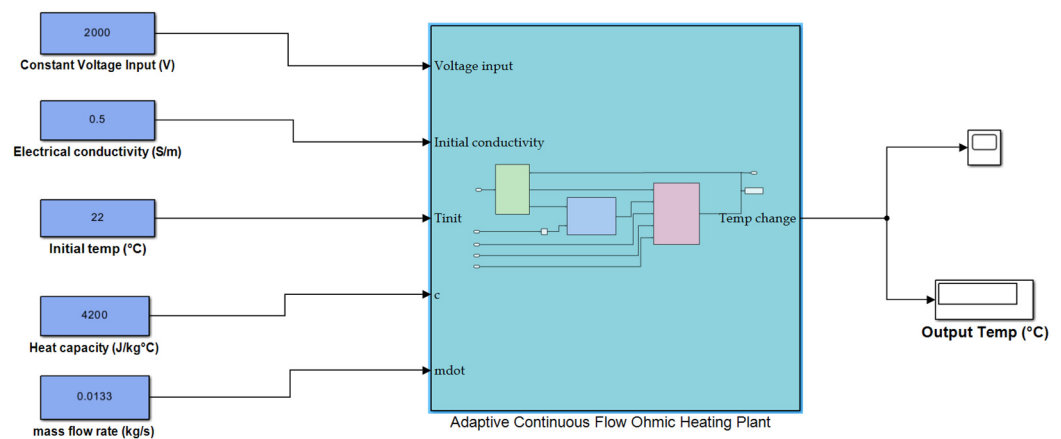 2000
Constant Voltage Input (V)
Voltage input
0.5
Electrical conductivity (S/m)
Initial conductivity
22
Initial temp (°C)
Tinit
Temp change
4200
Heat capacity (J/kg°C)
c
Output Temp (°C)
0.0133
mass flow rate (kg/s)
mdot
Adaptive Continuous Flow Ohmic Heating Plant